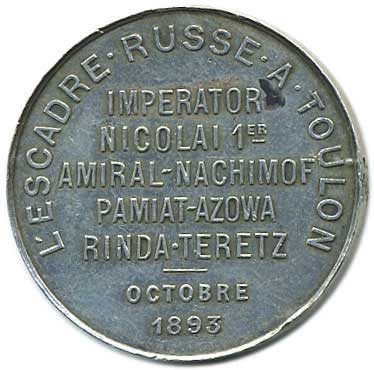 L'ESCADRE·RUSSE·A·TOULON
IMPERATOR
NICOLAI 1ER
AMIRAL-NACHIMOF
PAMIAT-AZOWA
RINDA·TERETZ
OCTOBRE
1893